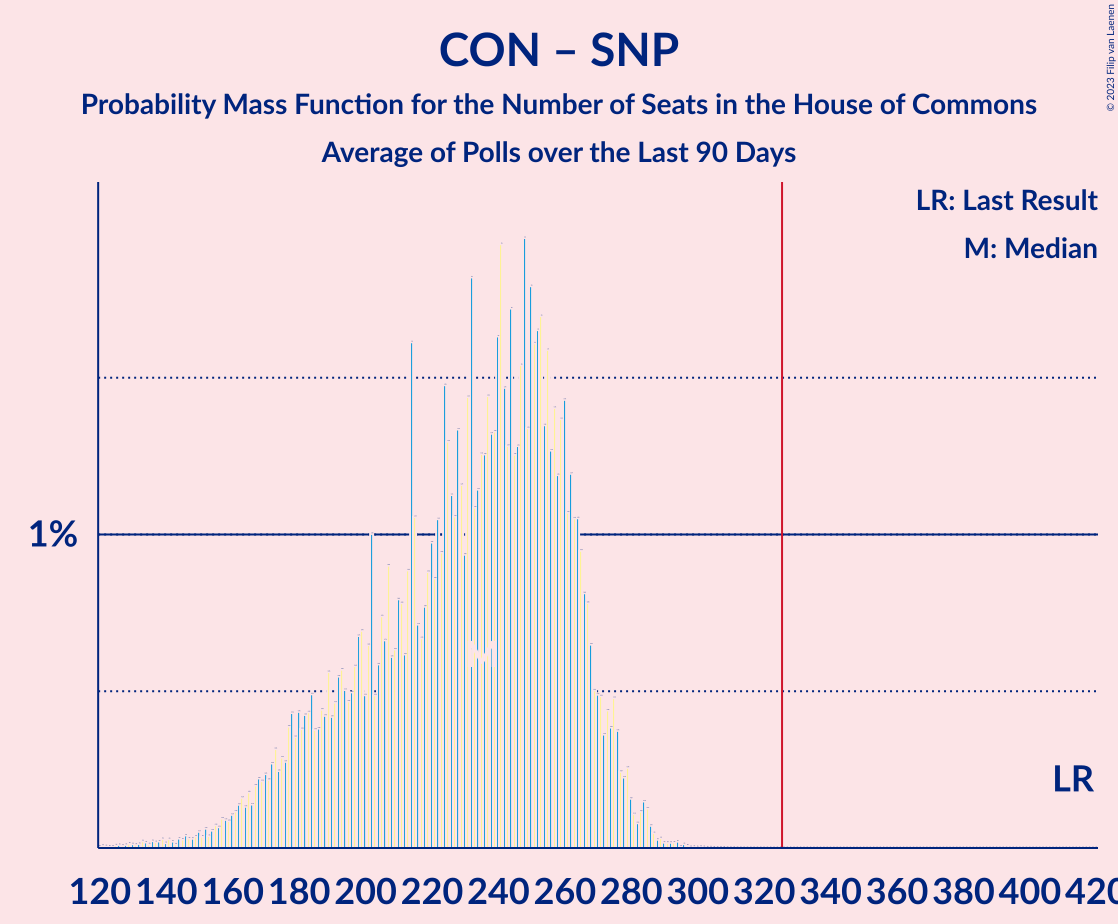 CON – SNP
Probability Mass Function for the Number of Seats in the House of Commons
Average of Polls over the Last 90 Days
© 2023 Filip van Laenen
LR: Last Result
M: Median
1%
M
LR
120 140 160 180 200 220 240 260 280 300 320 340 360 380 400 420